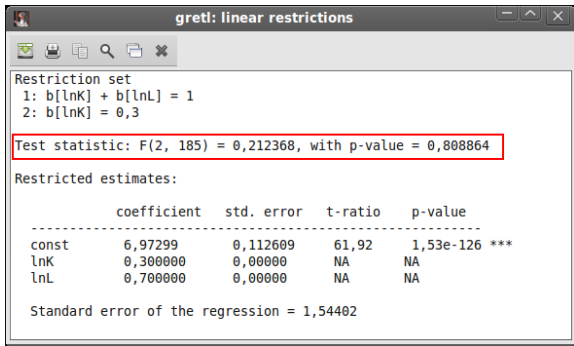 gretl: linear restrictions
Restriction set
1: b[lnK] + b[lnL] = 1
2: b[lnK] = 0,3
Test statistic: F(2, 185) = 0,212368, with p-value = 0,808864
Restricted estimates:
coefficient std. error t-ratio p-value
---------------------------------------------------------
const 6,97299 0,112609 61,92 1,53e-126 ***
lnK 0,300000 0,00000 NA NA
lnL 0,700000 0,00000 NA NA
Standard error of the regression = 1,54402